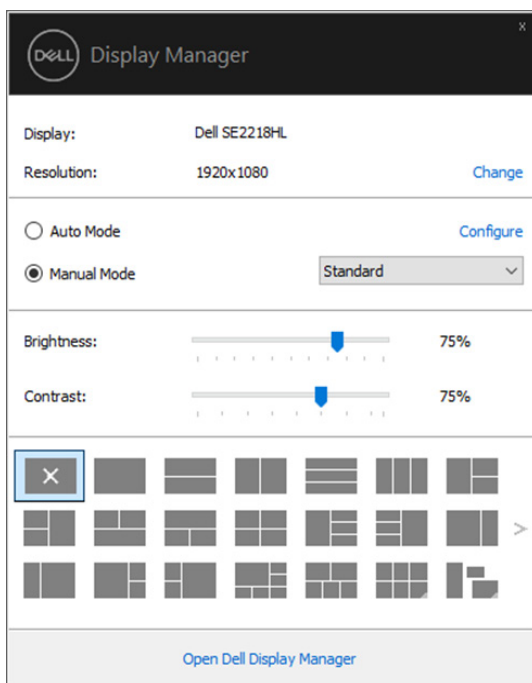 x
DELL Display Manager
Display: Dell SE2218HL
Resolution: 1920x1080 Change
Auto Mode Configure
Manual Mode Standard
Brightness: 75%
Contrast: 75%
Open Dell Display Manager